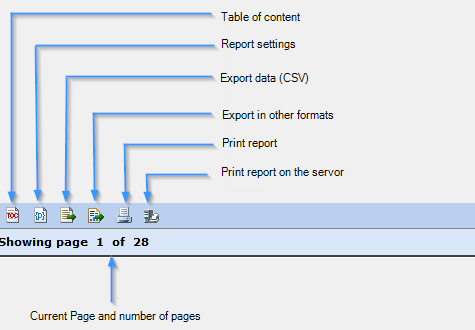 Table of content
Report settings
Export data (CSV)
Export in other formats
Print report
Print report on the servor
TOC {P}
Showing page 1 of 28
Current Page and number of pages